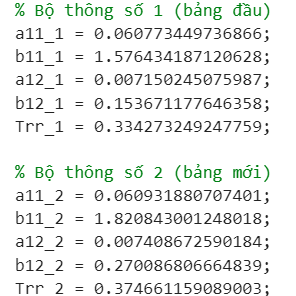 % Bộ thông số 1 (bảng đầu)
a11_1 = 0.060773449736866;
b11_1 = 1.576434187120628;
a12_1 = 0.007150245075987;
b12_1 = 0.153671177646358;
Trr_1 = 0.334273249247759;
% Bộ thông số 2 (bảng mới)
a11_2 = 0.060931880707401;
b11_2 = 1.820843001248018;
a12_2 = 0.007408672590184;
b12_2 = 0.270086806664839;
Trr_2 = 0.374661159089003;